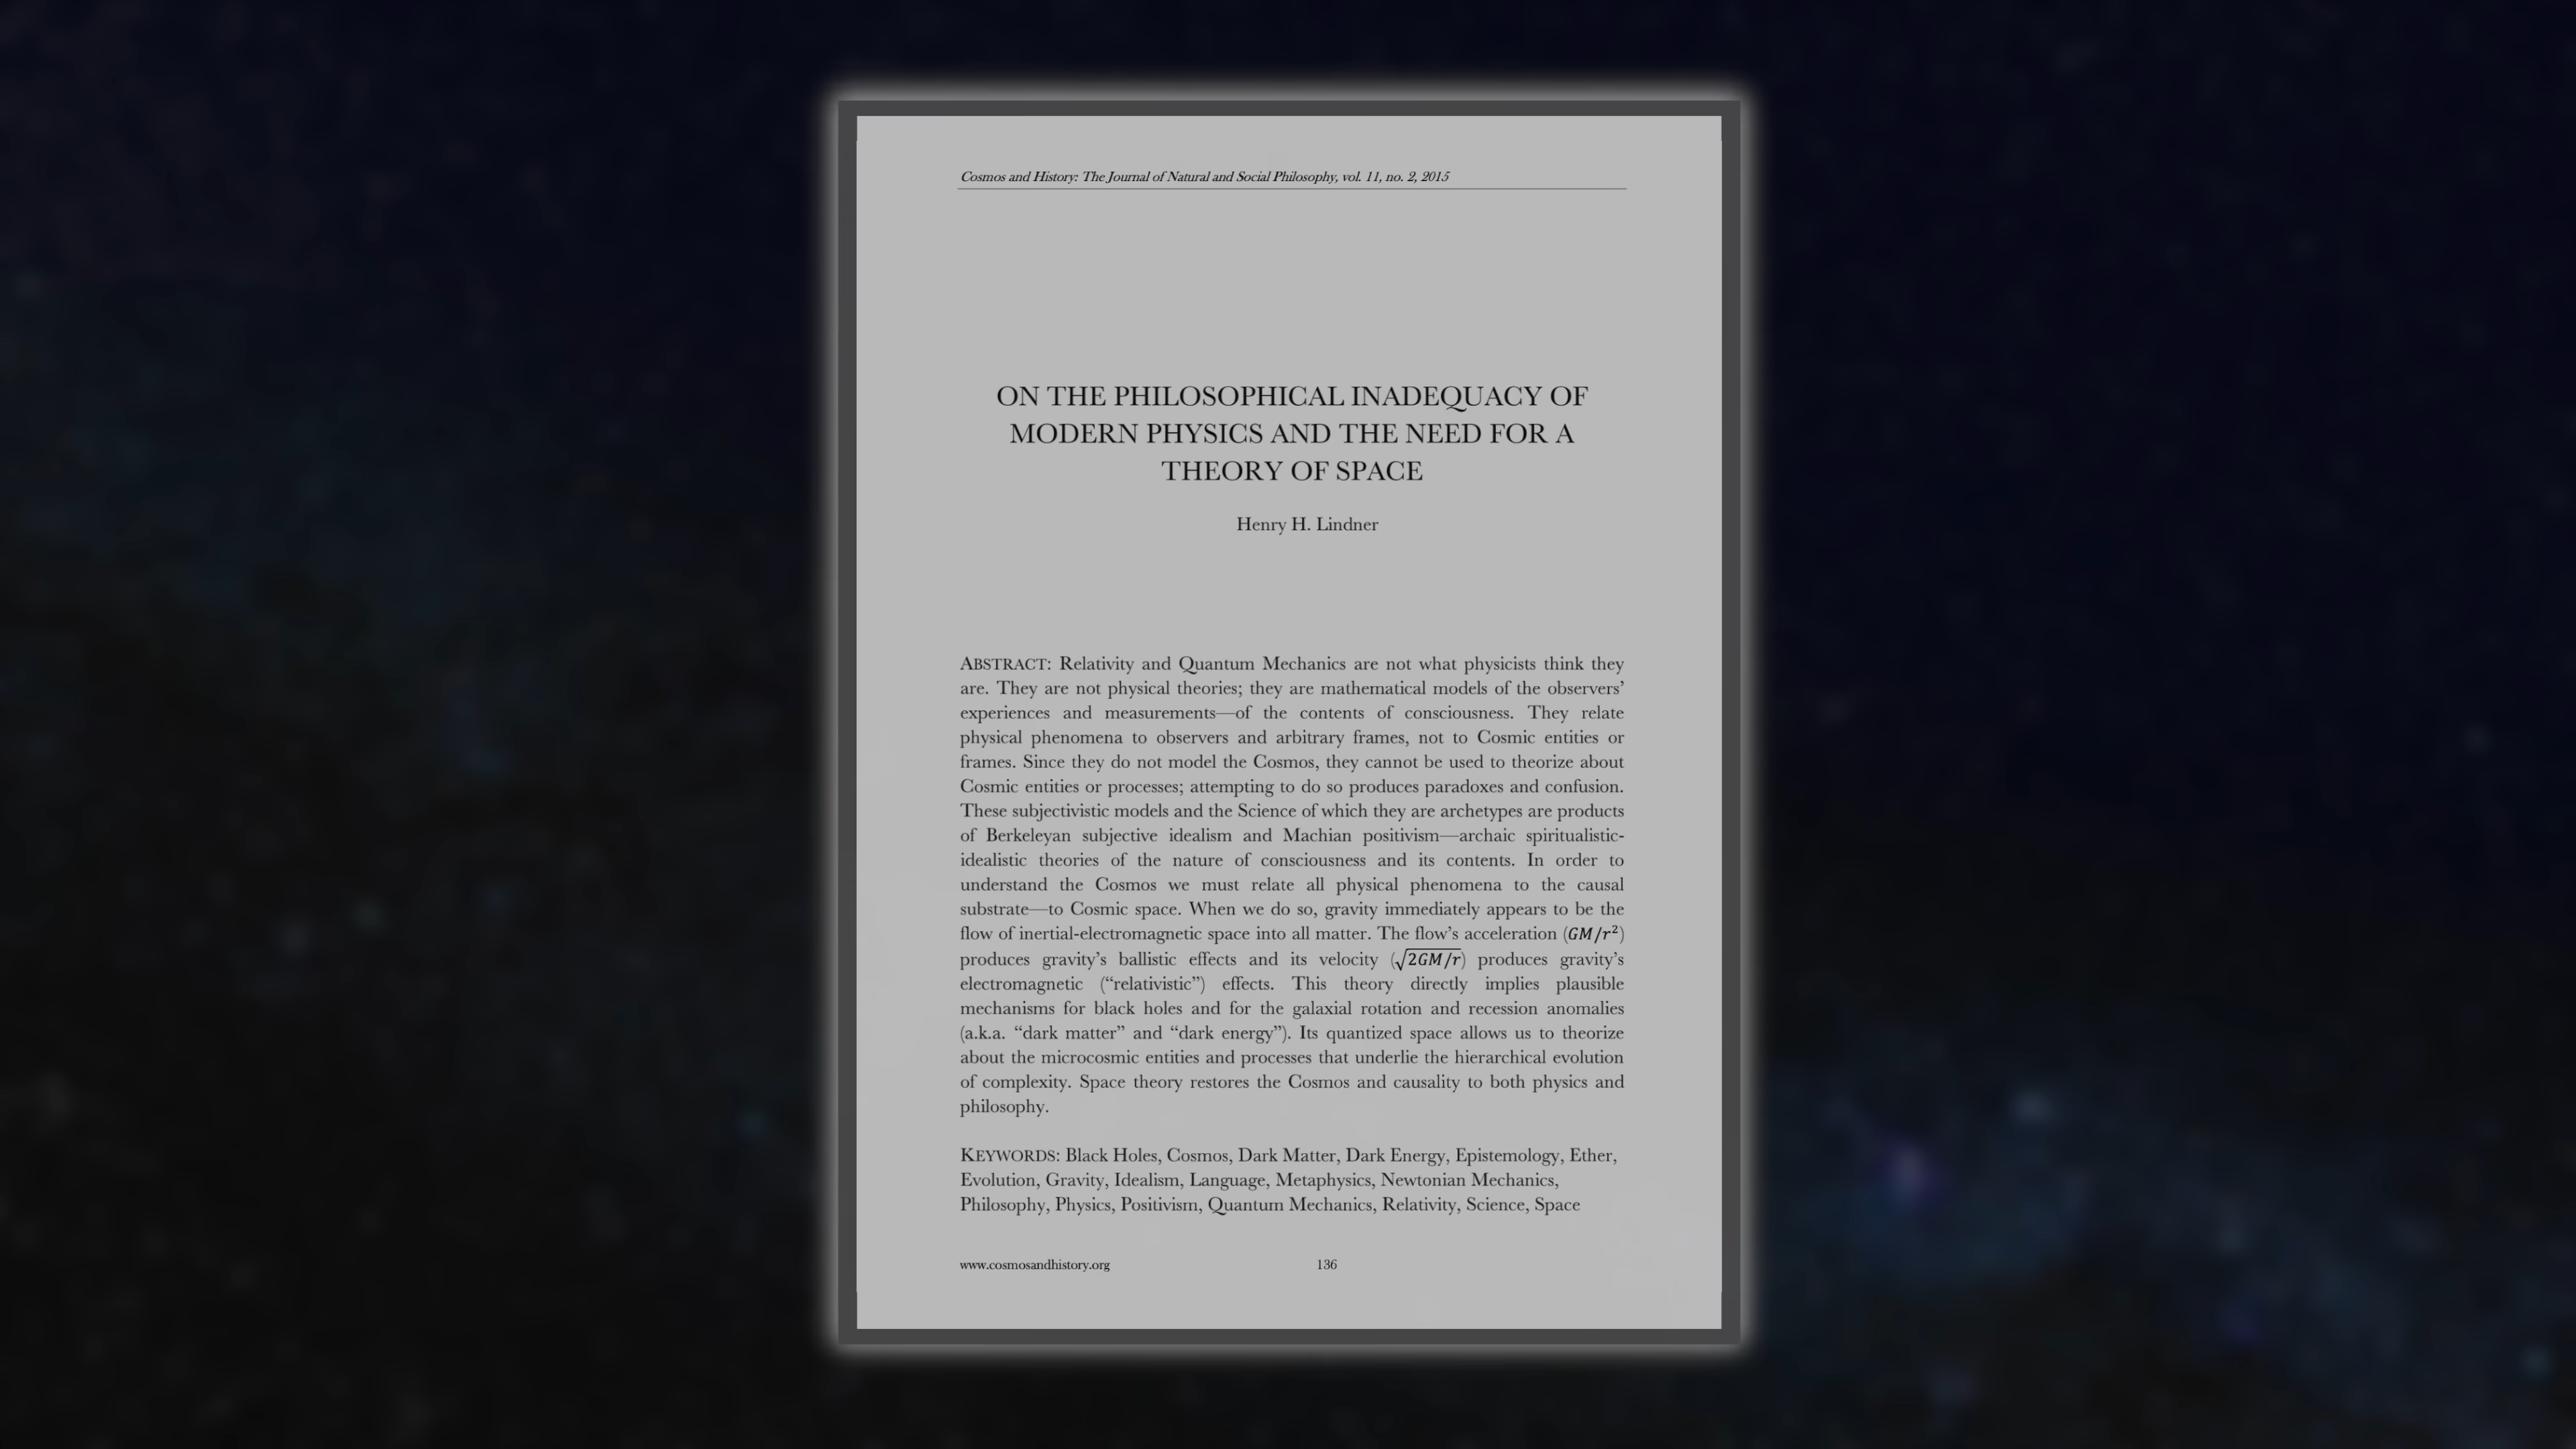 Cosmos and History: The Journal of Natural and Social Philosophy, vol. 11, no. 2, 2015
ON THE PHILOSOPHICAL INADEQUACY OF
MODERN PHYSICS AND THE NEED FOR A
THEORY OF SPACE
Henry H. Lindner
ABSTRACT: Relativity and Quantum Mechanics are not what physicists think they
are. They are not physical theories; they are mathematical models of the observers’
experiences and measurements—of the contents of consciousness. They relate
physical phenomena to observers and arbitrary frames, not to Cosmic entities or
frames. Since they do not model the Cosmos, they cannot be used to theorize about
Cosmic entities or processes; attempting to do so produces paradoxes and confusion.
These subjectivistic models and the Science of which they are archetypes are products
of Berkeleyan subjective idealism and Machian positivism—archaic spiritualistic-
idealistic theories of the nature of consciousness and its contents. In order to
understand the Cosmos we must relate all physical phenomena to the causal
substrate—to Cosmic space. When we do so, gravity immediately appears to be the
flow of inertial-electromagnetic space into all matter. The flow’s acceleration (GM/r²)
produces gravity’s ballistic effects and its velocity (√2GM/r) produces gravity’s
electromagnetic (“relativistic”) effects. This theory directly implies plausible
mechanisms for black holes and for the galaxial rotation and recession anomalies
(a.k.a. “dark matter” and “dark energy”). Its quantized space allows us to theorize
about the microcosmic entities and processes that underlie the hierarchical evolution
of complexity. Space theory restores the Cosmos and causality to both physics and
philosophy.
KEYWORDS: Black Holes, Cosmos, Dark Matter, Dark Energy, Epistemology, Ether,
Evolution, Gravity, Idealism, Language, Metaphysics, Newtonian Mechanics,
Philosophy, Physics, Positivism, Quantum Mechanics, Relativity, Science, Space
www.cosmosandhistory.org 136